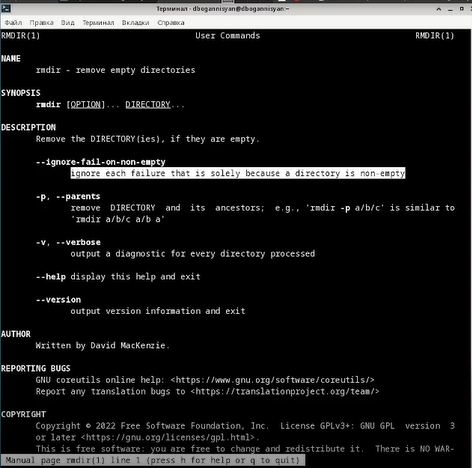 Терминал - dbogannisyan@dbogannisyan:~
Файл Правка Вид Терминал Вкладки Справка
RMDIR(1) User Commands RMDIR(1)
NAME
rmdir - remove empty directories
SYNOPSIS
rmdir [OPTION]... DIRECTORY...
DESCRIPTION
Remove the DIRECTORY(ies), if they are empty.
--ignore-fail-on-non-empty
ignore each failure that is solely because a directory is non-empty
-p, --parents
remove DIRECTORY and its ancestors; e.g., 'rmdir -p a/b/c' is similar to
'rmdir a/b/c a/b a'
-v, --verbose
output a diagnostic for every directory processed
--help display this help and exit
--version
output version information and exit
AUTHOR
Written by David MacKenzie.
REPORTING BUGS
GNU coreutils online help: <https://www.gnu.org/software/coreutils/>
Report any translation bugs to <https://translationproject.org/team/>
COPYRIGHT
Copyright © 2022 Free Software Foundation, Inc. License GPLv3+: GNU GPL version 3
or later <https://gnu.org/licenses/gpl.html>.
This is free software: you are free to change and redistribute it. There is NO WAR-
Manual page rmdir(1) line 1 (press h for help or q to quit)